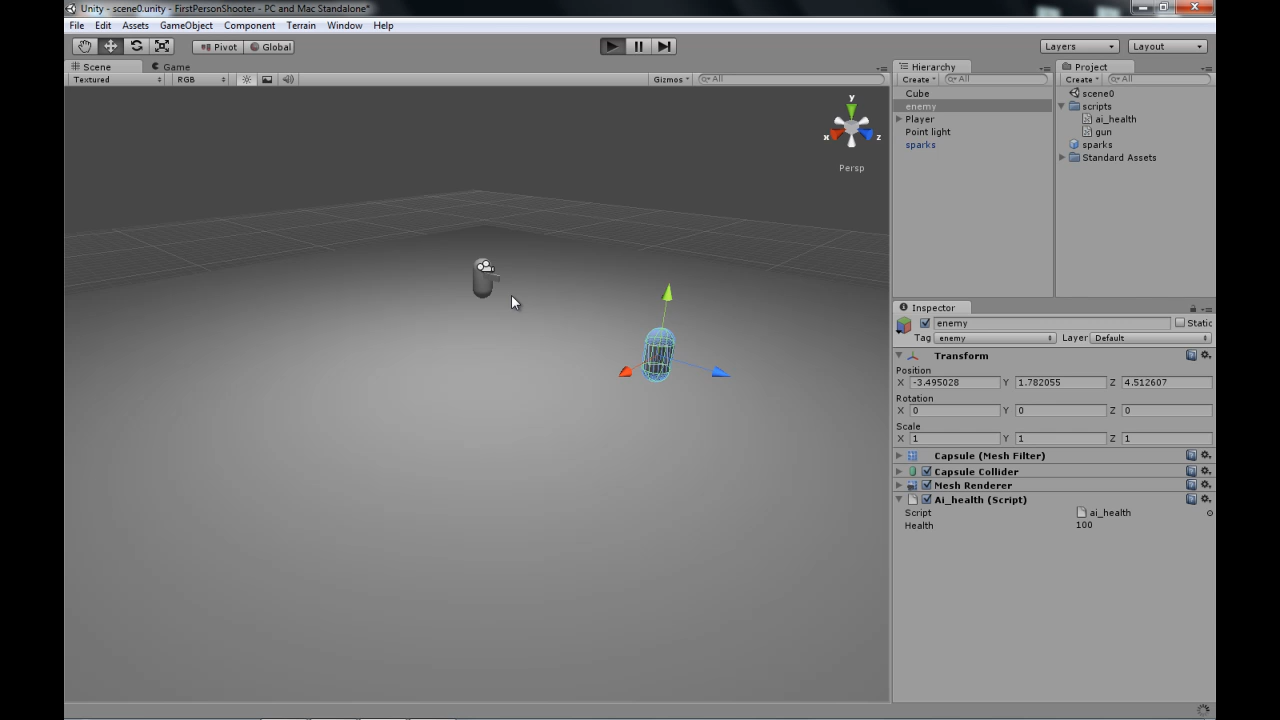 Unity - scene0.unity - FirstPersonShooter - PC and Mac Standalone*
File Edit Assets GameObject Component Terrain Window Help
Pivot Global Layers Layout
Scene Game Hierarchy Project
Textured RGB Gizmos All Create All Create All
Cube
enemy
Player
Point light
sparks
scene0
scripts
ai_health
gun
sparks
Standard Assets
y
x
z
Persp
Inspector
enemy Static
Tag enemy Layer Default
Transform
Position
X -3.495028 Y 1.782055 Z 4.512607
Rotation
X 0 Y 0 Z 0
Scale
X 1 Y 1 Z 1
Capsule (Mesh Filter)
Capsule Collider
Mesh Renderer
Ai_health (Script)
Script ai_health
Health 100